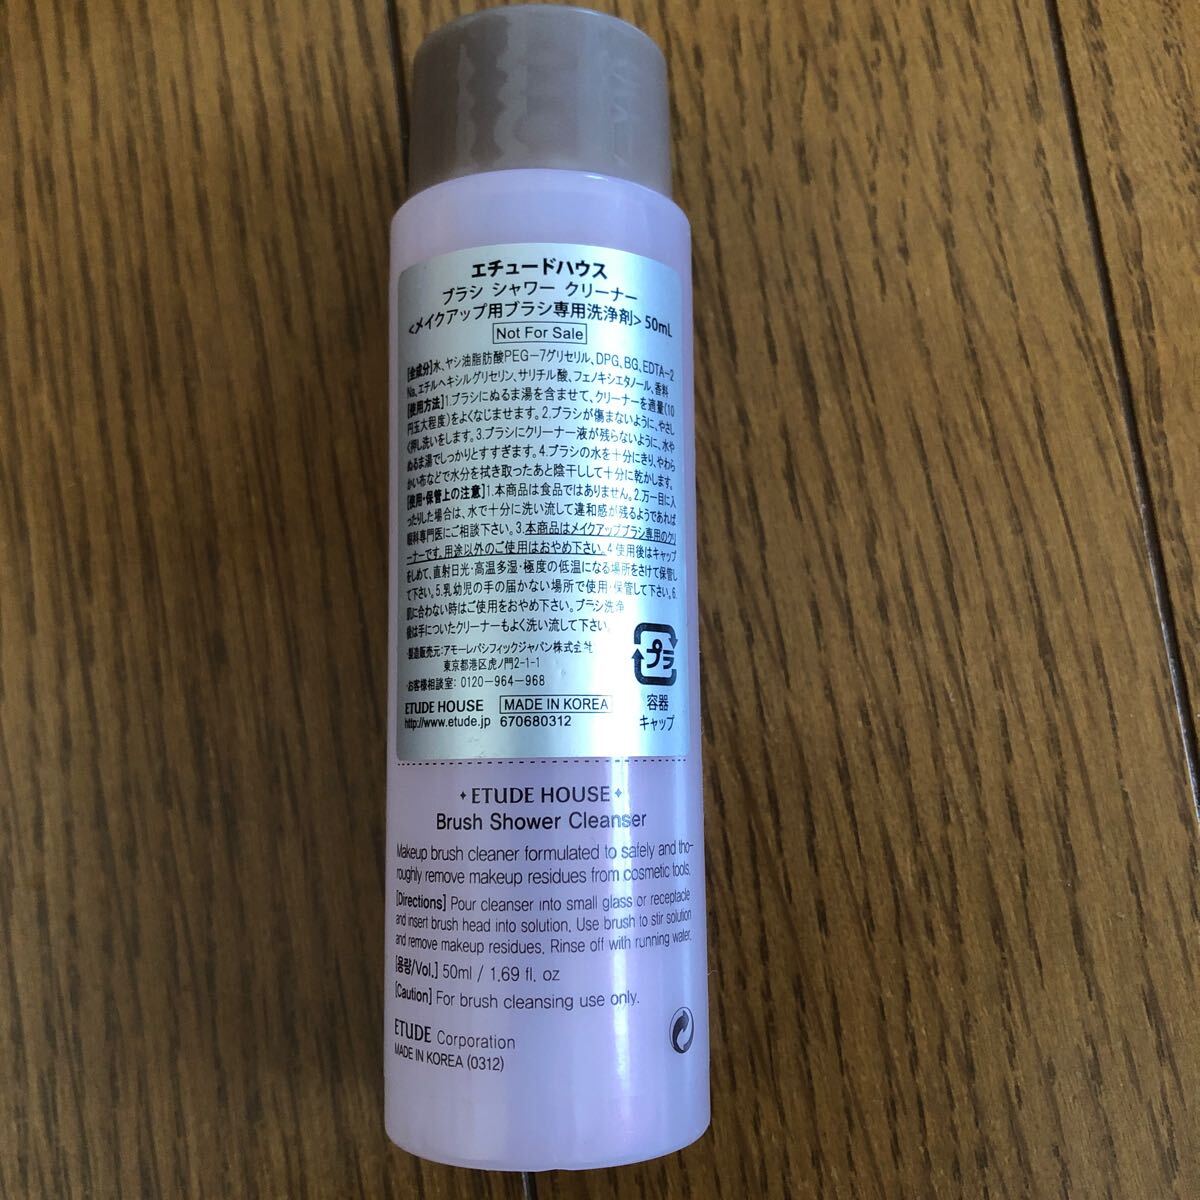 エチュードハウス
ブラシ シャワー クリーナー
<メイクアップ用ブラシ専用洗浄剤> 50mL
Not For Sale
[全成分]水、ヤシ油脂肪酸PEG-7グリセリル、DPG、BG、EDTA-2
Na、エチルヘキシルグリセリン、サリチル酸、フェノキシエタノール、香料
[使用方法]1.ブラシにぬるま湯を含ませて、クリーナーを適量(10
円玉大程度)をよくなじませます。2.ブラシが傷まないように、やさし
く押し洗いをします。3.ブラシにクリーナー液が残らないように、水や
ぬるま湯でしっかりとすすぎます。4.ブラシの水を十分にきり、やわら
かい布などで水分を拭き取ったあと陰干しして十分に乾かします。
[使用・保管上の注意]1.本商品は食品ではありません。2.万一目に入
ったりした場合は、水で十分に洗い流して違和感が残るようであれば
眼科専門医にご相談下さい。3.本商品はメイクアップブラシ専用のクリ
ーナーです。用途以外のご使用はおやめ下さい。4.使用後はキャップ
をしめて、直射日光・高温多湿・極度の低温になる場所をさけて保管し
て下さい。5.乳幼児の手の届かない場所で使用・保管して下さい。6.
肌に合わない時はご使用をおやめ下さい。ブラシ洗浄
後は手についたクリーナーもよく洗い流して下さい。
・製造販売元:アモーレパシフィックジャパン株式会社
東京都港区虎ノ門2-1-1
・お客様相談室: 0120-964-968
ETUDE HOUSE MADE IN KOREA
http://www.etude.jp 670680312
プラ
容器
キャップ
ETUDE HOUSE
Brush Shower Cleanser
Makeup brush cleaner formulated to safely and tho-
roughly remove makeup residues from cosmetic tools.
[Directions] Pour cleanser into small glass or receptacle
and insert brush head into solution. Use brush to stir solution
and remove makeup residues. Rinse off with running water.
[용량/Vol.] 50ml / 1.69 fl. oz
[Caution] For brush cleansing use only.
ETUDE Corporation
MADE IN KOREA (0312)